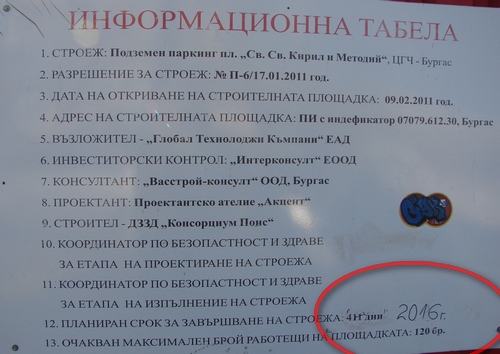 ИНФОРМАЦИОННА ТАБЕЛА
1. СТРОЕЖ: Подземен паркинг пл. „Св. Св. Кирил и Методий“, ЦГЧ - Бургас
2. РАЗРЕШЕНИЕ ЗА СТРОЕЖ: № П-6/17.01.2011 год.
3. ДАТА НА ОТКРИВАНЕ НА СТРОИТЕЛНАТА ПЛОЩАДКА: 09.02.2011 год.
4. АДРЕС НА СТРОИТЕЛНАТА ПЛОЩАДКА: ПИ с индефикатор 07079.612.30, Бургас
5. ВЪЗЛОЖИТЕЛ - „Глобал Технолоджи Къмпани“ ЕАД
6. ИНВЕСТИТОРСКИ КОНТРОЛ: „Интерконсулт“ ЕООД
7. КОНСУЛТАНТ: „Васстрой-консулт“ ООД, Бургас
8. ПРОЕКТАНТ: Проектантско ателие „Акцент“
9. СТРОИТЕЛ - ДЗЗД „Консорциум Понс“
10. КООРДИНАТОР ПО БЕЗОПАСТНОСТ И ЗДРАВЕ
ЗА ЕТАПА НА ПРОЕКТИРАНЕ НА СТРОЕЖА
11. КООРДИНАТОР ПО БЕЗОПАСТНОСТ И ЗДРАВЕ
ЗА ЕТАПА НА ИЗПЪЛНЕНИЕ НА СТРОЕЖА
12. ПЛАНИРАН СРОК ЗА ЗАВЪРШВАНЕ НА СТРОЕЖА: дни 2016г.
13. ОЧАКВАН МАКСИМАЛЕН БРОЙ РАБОТЕЩИ НА ПЛОЩАДКАТА: 120 бр.